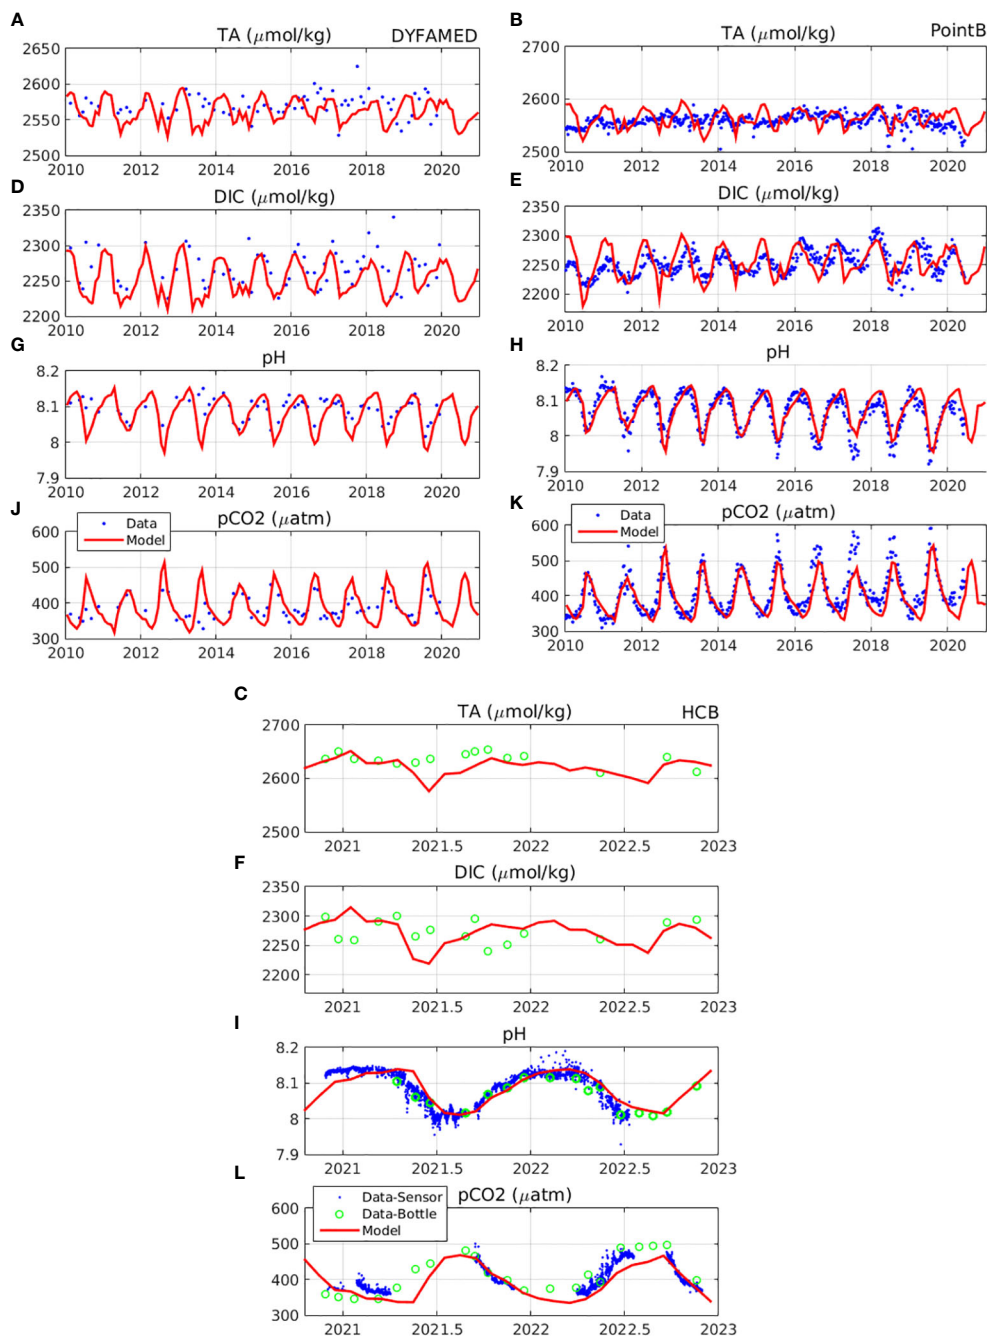 A
TA (μmol/kg)
DYFAMED
2650
2600
2550
2500
2010 2012 2014 2016 2018 2020
B
TA (μmol/kg)
PointB
2700
2600
2500
2010 2012 2014 2016 2018 2020
D
DIC (μmol/kg)
2350
2300
2250
2200
2010 2012 2014 2016 2018 2020
E
DIC (μmol/kg)
2350
2300
2250
2200
2010 2012 2014 2016 2018 2020
G
pH
8.2
8.1
8
7.9
2010 2012 2014 2016 2018 2020
H
pH
8.2
8.1
8
7.9
2010 2012 2014 2016 2018 2020
J
pCO2 (μatm)
Data
Model
600
500
400
300
2010 2012 2014 2016 2018 2020
K
pCO2 (μatm)
Data
Model
600
500
400
300
2010 2012 2014 2016 2018 2020
C
TA (μmol/kg)
HCB
2700
2600
2500
2021 2021.5 2022 2022.5 2023
F
DIC (μmol/kg)
2350
2300
2250
2200
2021 2021.5 2022 2022.5 2023
I
pH
8.2
8.1
8
7.9
2021 2021.5 2022 2022.5 2023
L
pCO2 (μatm)
Data-Sensor
Data-Bottle
Model
600
500
400
300
2021 2021.5 2022 2022.5 2023